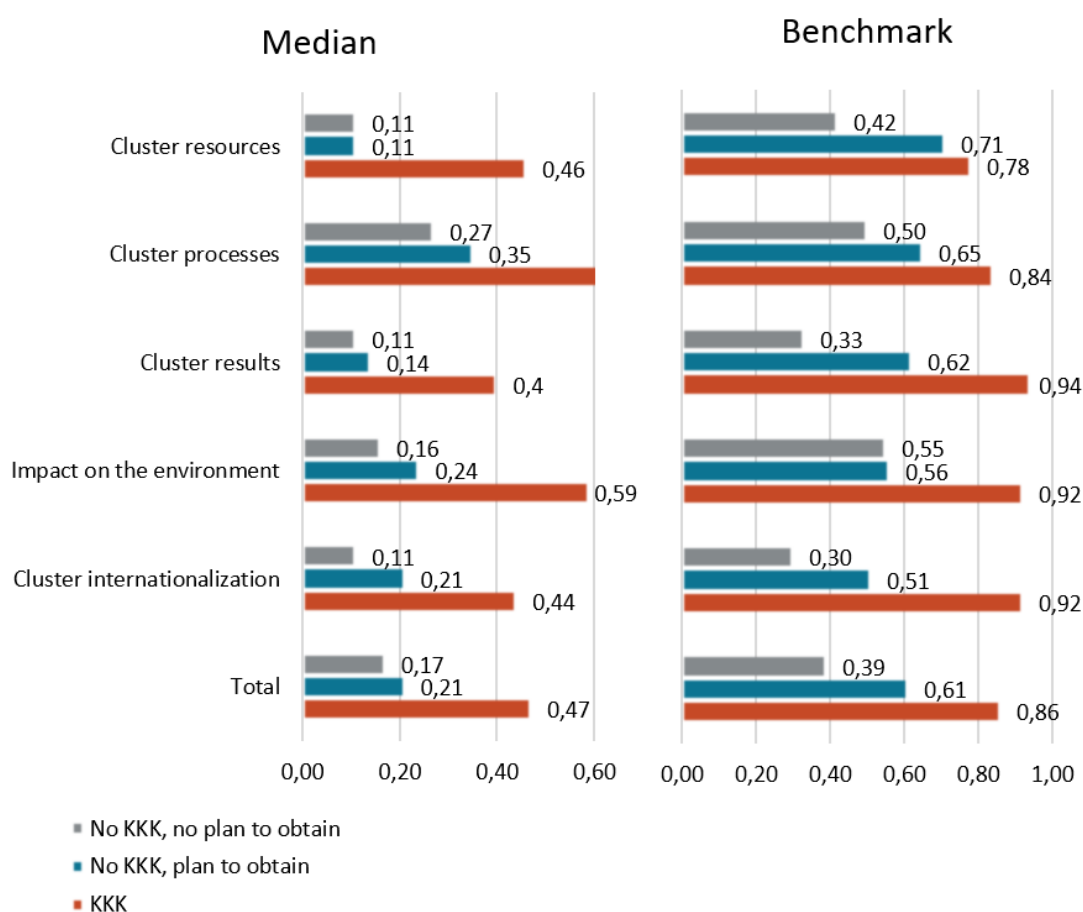 Median
Benchmark
Cluster resources
0,11
0,11
0,46
0,42
0,71
0,78
Cluster processes
0,27
0,35
0,50
0,65
0,84
Cluster results
0,11
0,14
0,4
0,33
0,62
0,94
Impact on the environment
0,16
0,24
0,59
0,55
0,56
0,92
Cluster internationalization
0,11
0,21
0,44
0,30
0,51
0,92
Total
0,17
0,21
0,47
0,39
0,61
0,86
0,00 0,20 0,40 0,60
0,00 0,20 0,40 0,60 0,80 1,00
No KKK, no plan to obtain
No KKK, plan to obtain
KKK